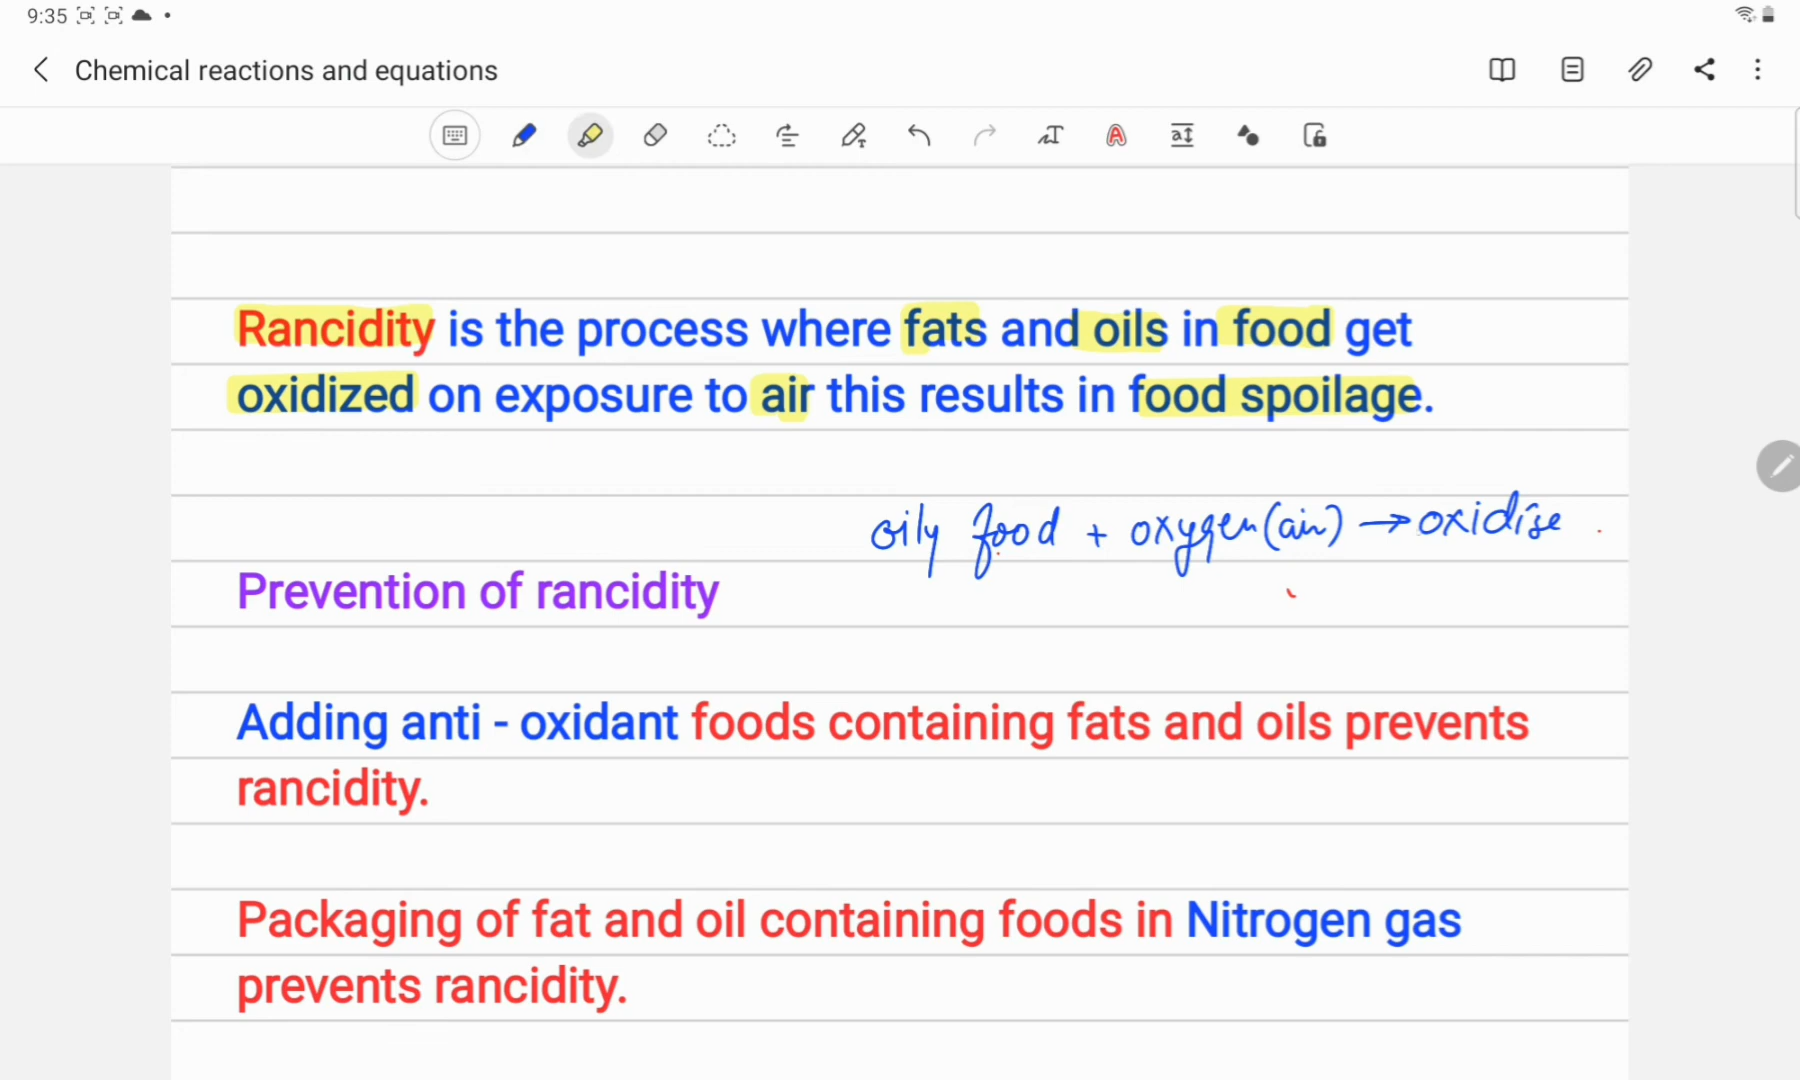 9:35
Chemical reactions and equations
Rancidity is the process where fats and oils in food get
oxidized on exposure to air this results in food spoilage.
oily food + oxygen(air) → oxidise
Prevention of rancidity
Adding anti - oxidant foods containing fats and oils prevents
rancidity.
Packaging of fat and oil containing foods in Nitrogen gas
prevents rancidity.